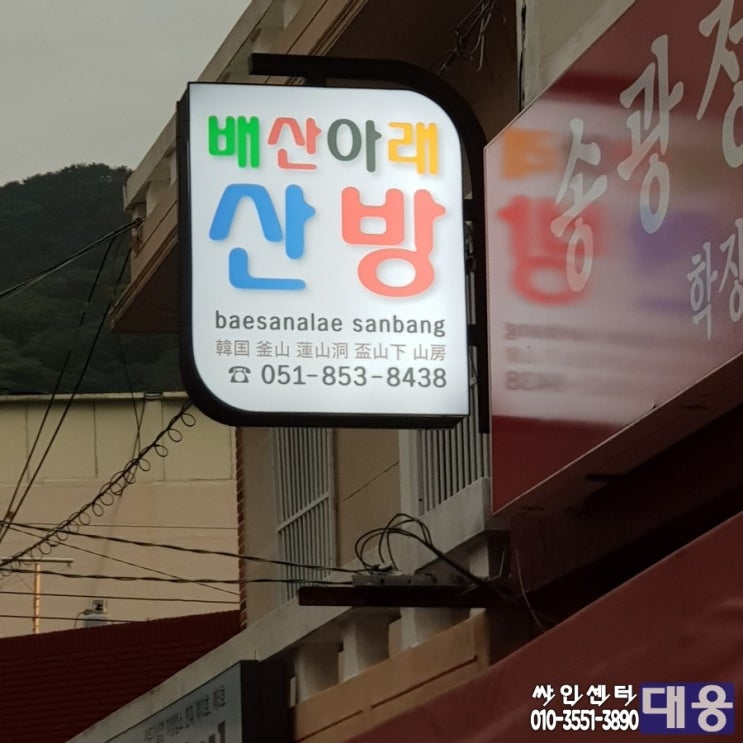 배산아래
산방
baesanalae sanbang
韓国 釜山 蓮山洞 盃山下 山房
☎ 051-853-8438
송광정
학장
싸인센터 대웅
010-3551-3890